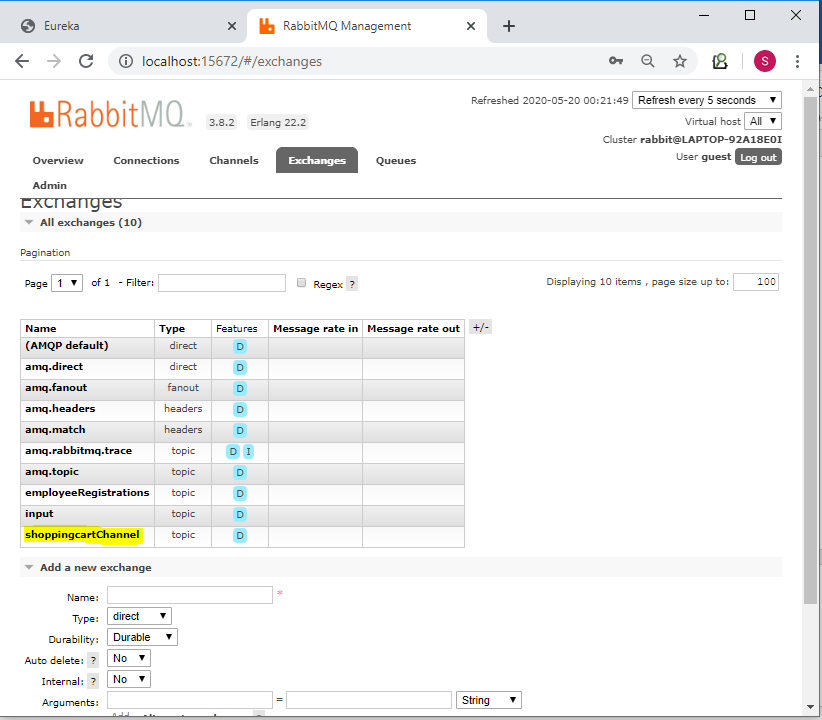 Eureka
RabbitMQ Management
localhost:15672/#/exchanges
S
RabbitMQ
3.8.2 Erlang 22.2
Refreshed 2020-05-20 00:21:49 Refresh every 5 seconds
Virtual host All
Cluster rabbit@LAPTOP-92A18E0I
User guest Log out
Overview Connections Channels Exchanges Queues
Admin
Exchanges
All exchanges (10)
Pagination
Page 1 of 1 - Filter: Regex ? Displaying 10 items , page size up to: 100
Name Type Features Message rate in Message rate out +/-
(AMQP default) direct D
amq.direct direct D
amq.fanout fanout D
amq.headers headers D
amq.match headers D
amq.rabbitmq.trace topic D I
amq.topic topic D
employeeRegistrations topic D
input topic D
shoppingcartChannel topic D
Add a new exchange
Name: *
Type: direct
Durability: Durable
Auto delete: ? No
Internal: ? No
Arguments: = String
Add